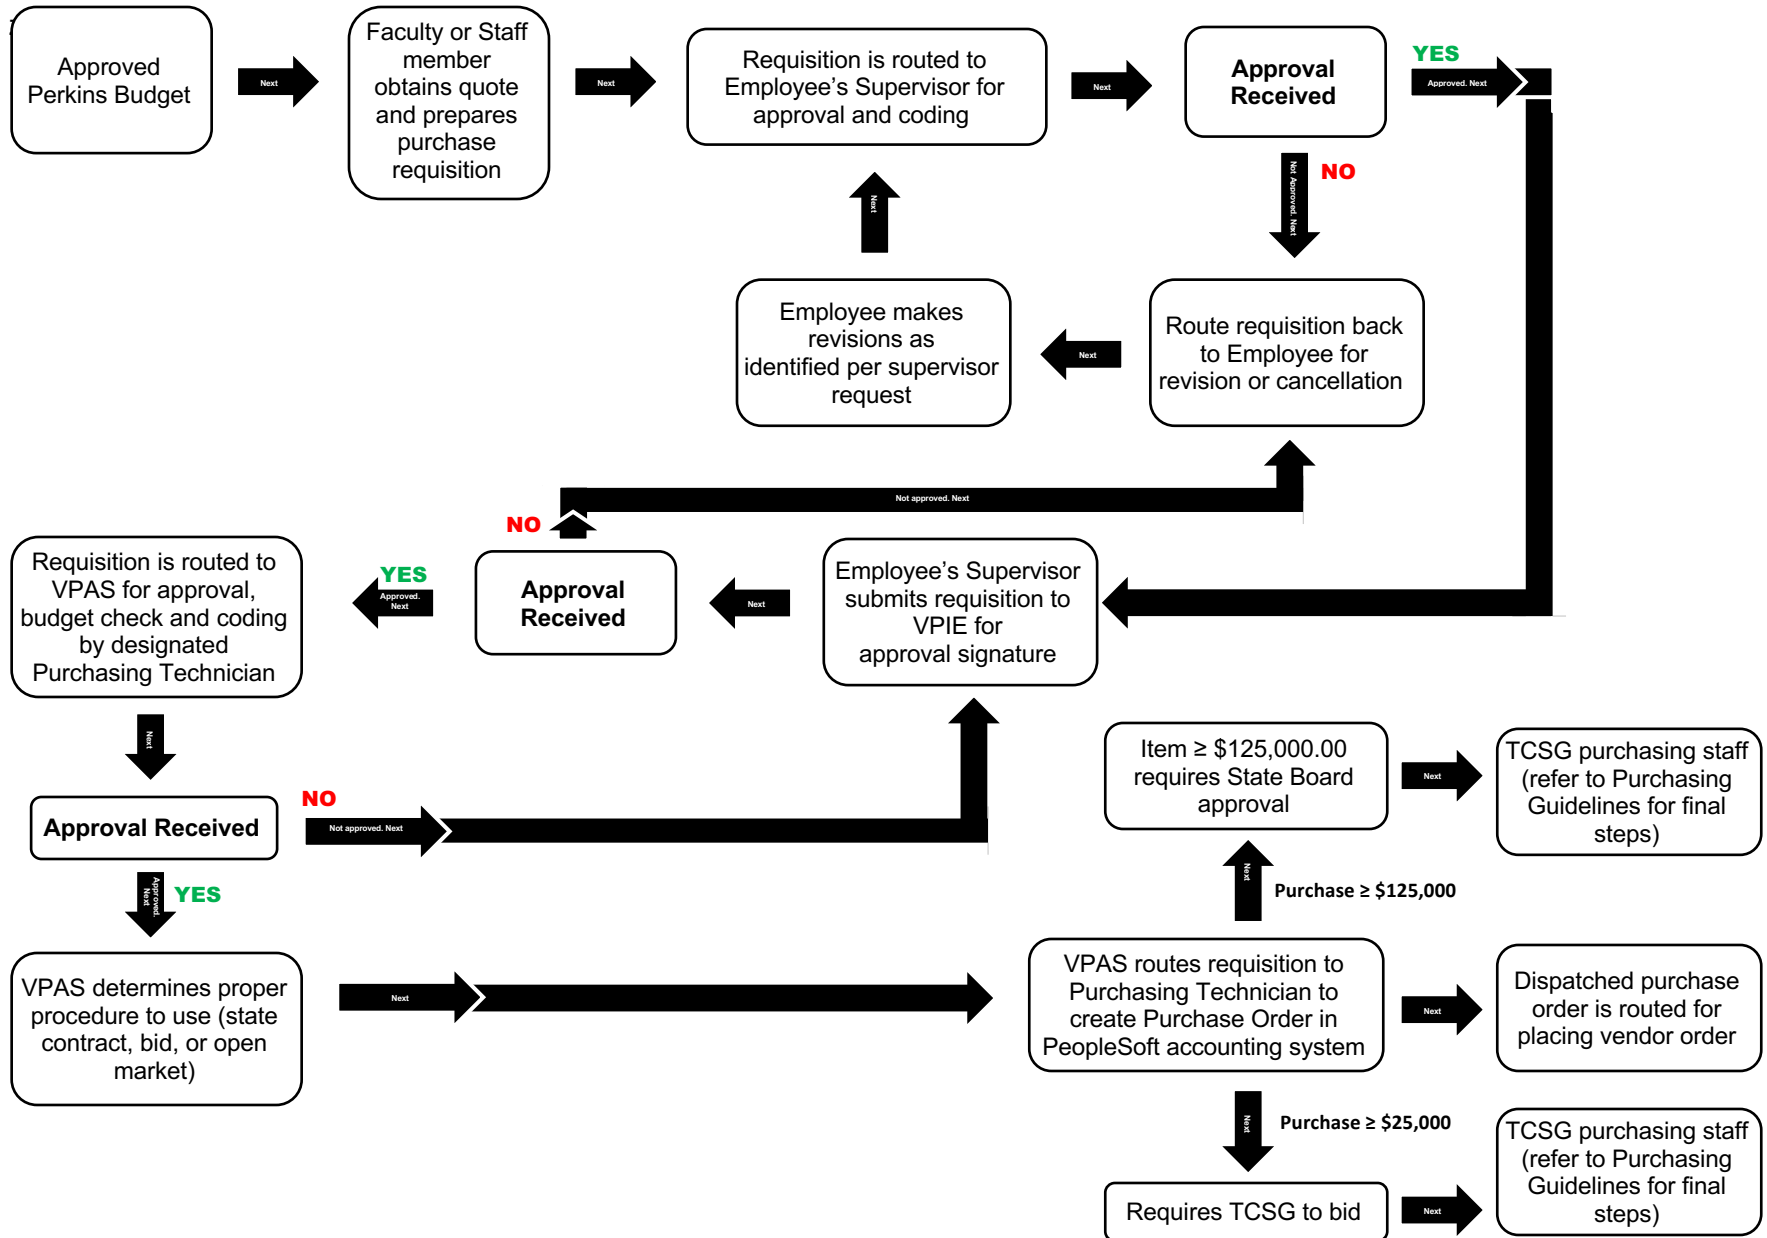 Approved
Perkins Budget
Next
Faculty or Staff
member
obtains quote
and prepares
purchase
requisition
Next
Requisition is routed to
Employee's Supervisor for
approval and coding
Next
Approval
Received
YES
Approved. Next
Not Approved. Next
NO
Next
Employee makes
revisions as
identified per supervisor
request
Next
Route requisition back
to Employee for
revision or cancellation
Not approved. Next
NO
Requisition is routed to
VPAS for approval,
budget check and coding
by designated
Purchasing Technician
YES
Approved.
Next
Approval
Received
Next
Employee's Supervisor
submits requisition to
VPIE for
approval signature
Next
Approval Received
NO
Not approved. Next
Item ≥ $125,000.00
requires State Board
approval
Next
TCSG purchasing staff
(refer to Purchasing
Guidelines for final
steps)
Approved.
Next
YES
Next
Purchase ≥ $125,000
VPAS determines proper
procedure to use (state
contract, bid, or open
market)
Next
VPAS routes requisition to
Purchasing Technician to
create Purchase Order in
PeopleSoft accounting system
Next
Dispatched purchase
order is routed for
placing vendor order
Next
Purchase ≥ $25,000
Requires TCSG to bid
Next
TCSG purchasing staff
(refer to Purchasing
Guidelines for final
steps)